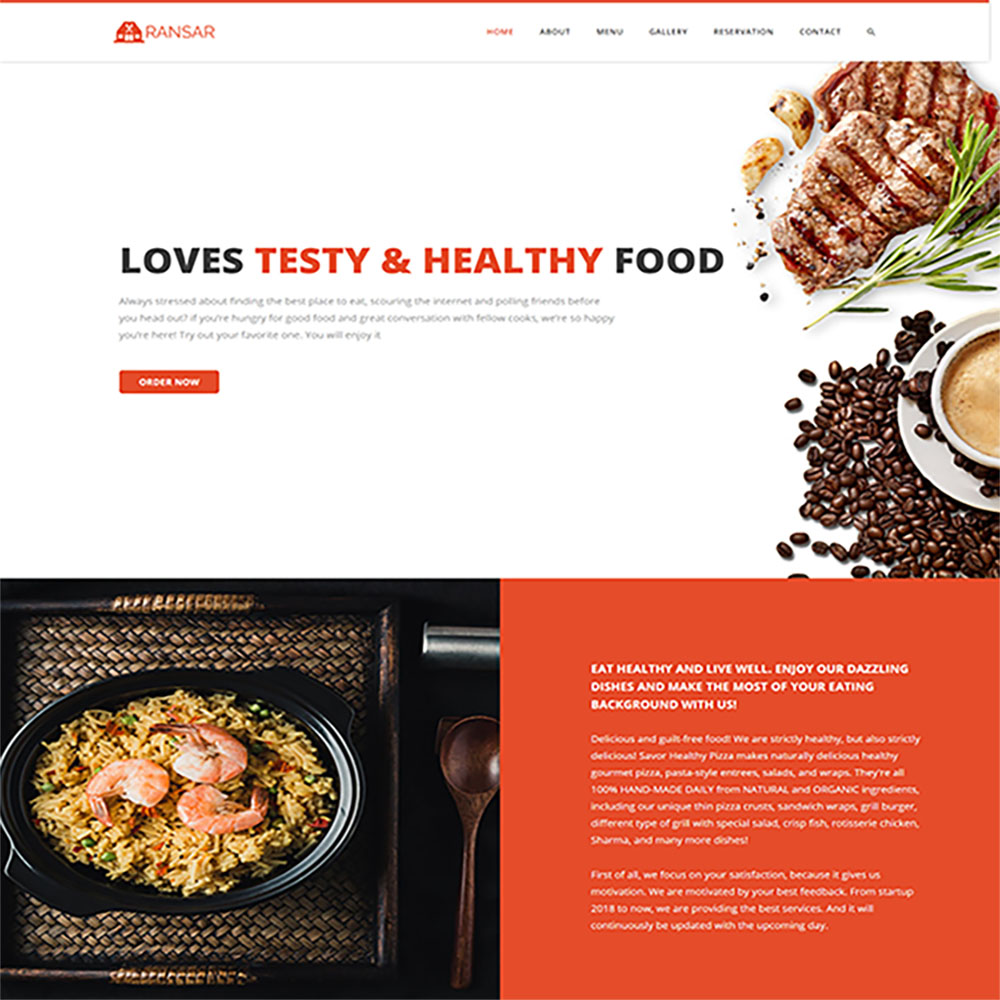 RANSAR
HOME ABOUT MENU GALLERY RESERVATION CONTACT
LOVES TESTY & HEALTHY FOOD
Always stressed about finding the best place to eat, scouring the internet and polling friends before
you head out? if you're hungry for good food and great conversation with fellow cooks, we're so happy
you're here! Try out your favorite one. You will enjoy it
ORDER NOW
EAT HEALTHY AND LIVE WELL. ENJOY OUR DAZZLING
DISHES AND MAKE THE MOST OF YOUR EATING
BACKGROUND WITH US!
Delicious and guilt-free food! We are strictly healthy, but also strictly
delicious! Savor Healthy Pizza makes naturally delicious healthy
gourmet pizza, pasta-style entrees, salads, and wraps. They're all
100% HAND-MADE DAILY from NATURAL and ORGANIC ingredients,
including our unique thin pizza crusts, sandwich wraps, grill burger,
different type of grill with special salad, crisp fish, rotisserie chicken,
Sharma, and many more dishes!
First of all, we focus on your satisfaction, because it gives us
motivation. We are motivated by your best feedback. From startup
2018 to now, we are providing the best services. And it will
continuously be updated with the upcoming day.